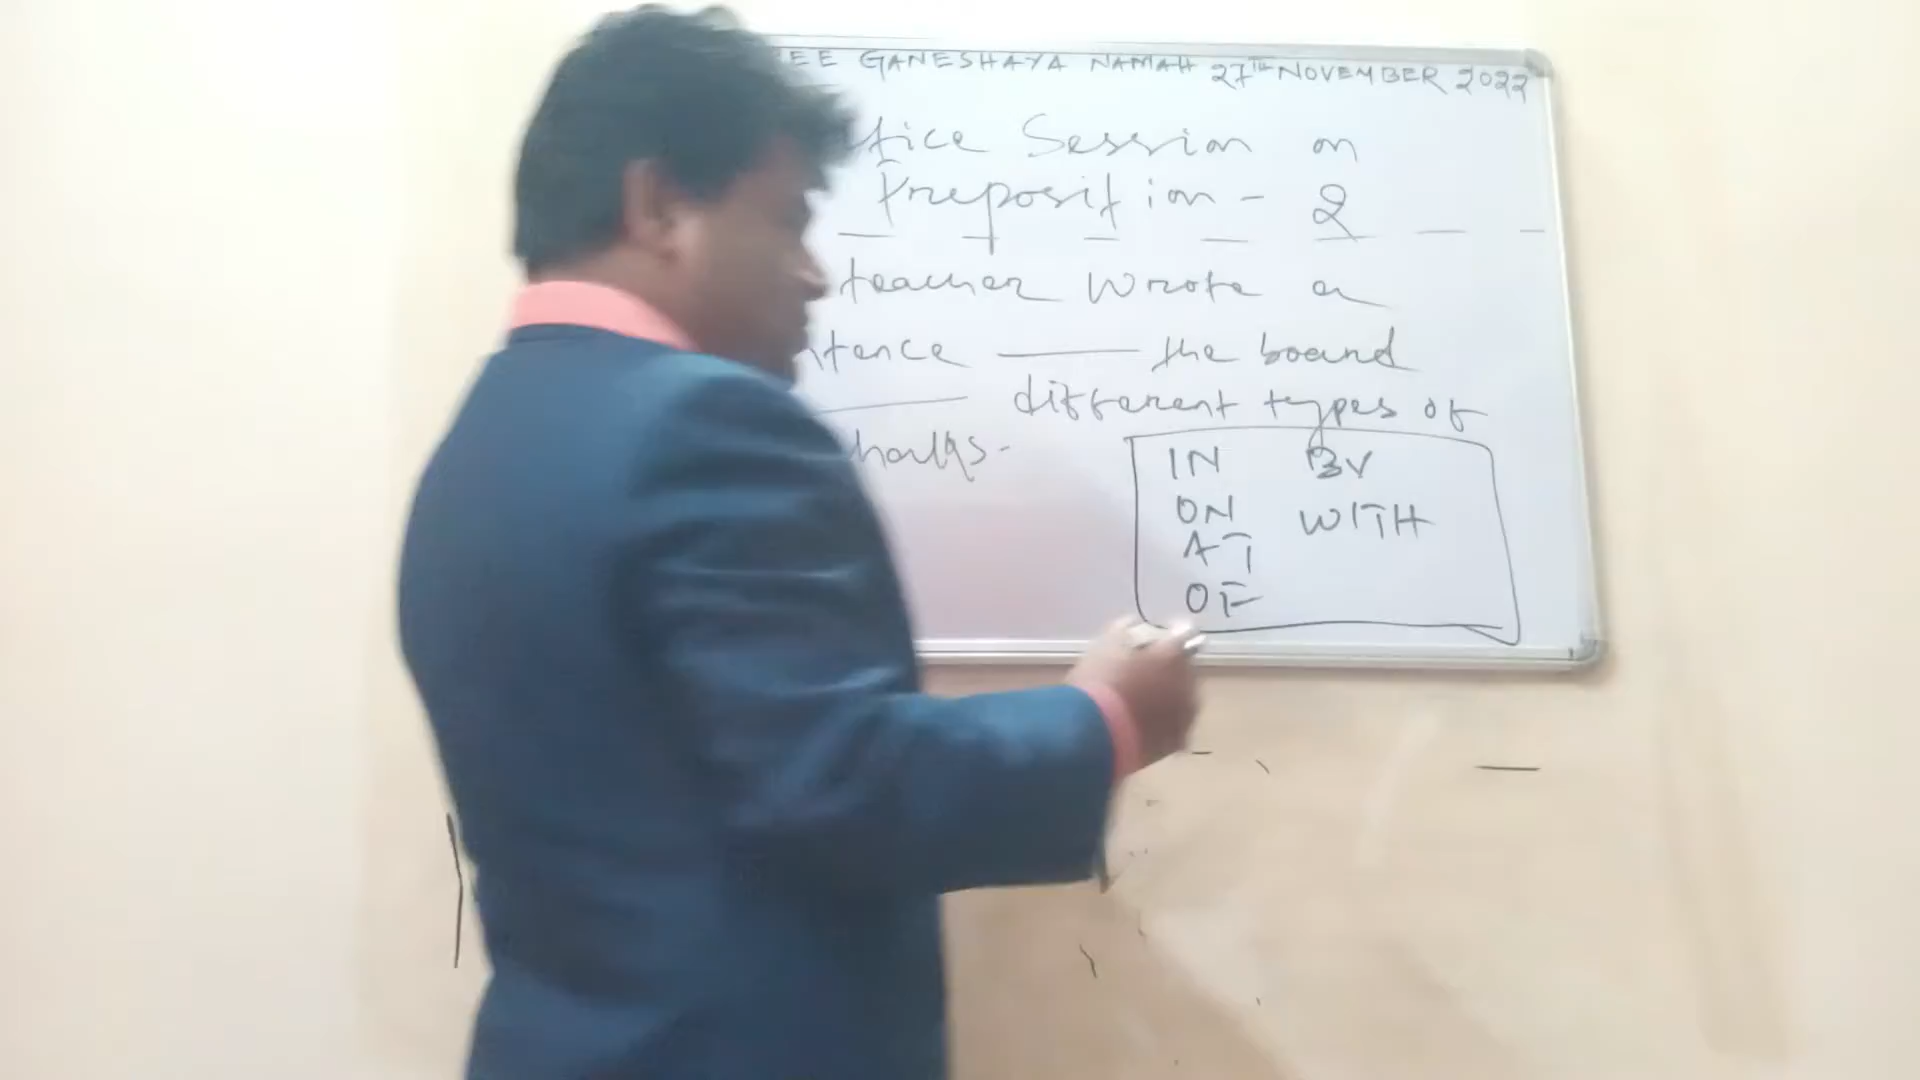 GANESHAYA NAMAH 27TH NOVEMBER 2022
Session on
Preposition - 2
teacher wrote a
the board
different types of
IN BY
ON WITH
AT
OF